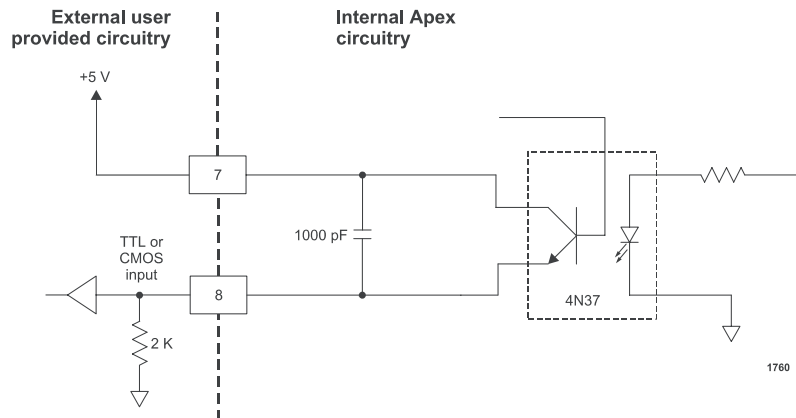 External user
provided circuitry
Internal Apex
circuitry
+5 V
7
1000 pF
TTL or
CMOS
input
8
4N37
2 K
1760